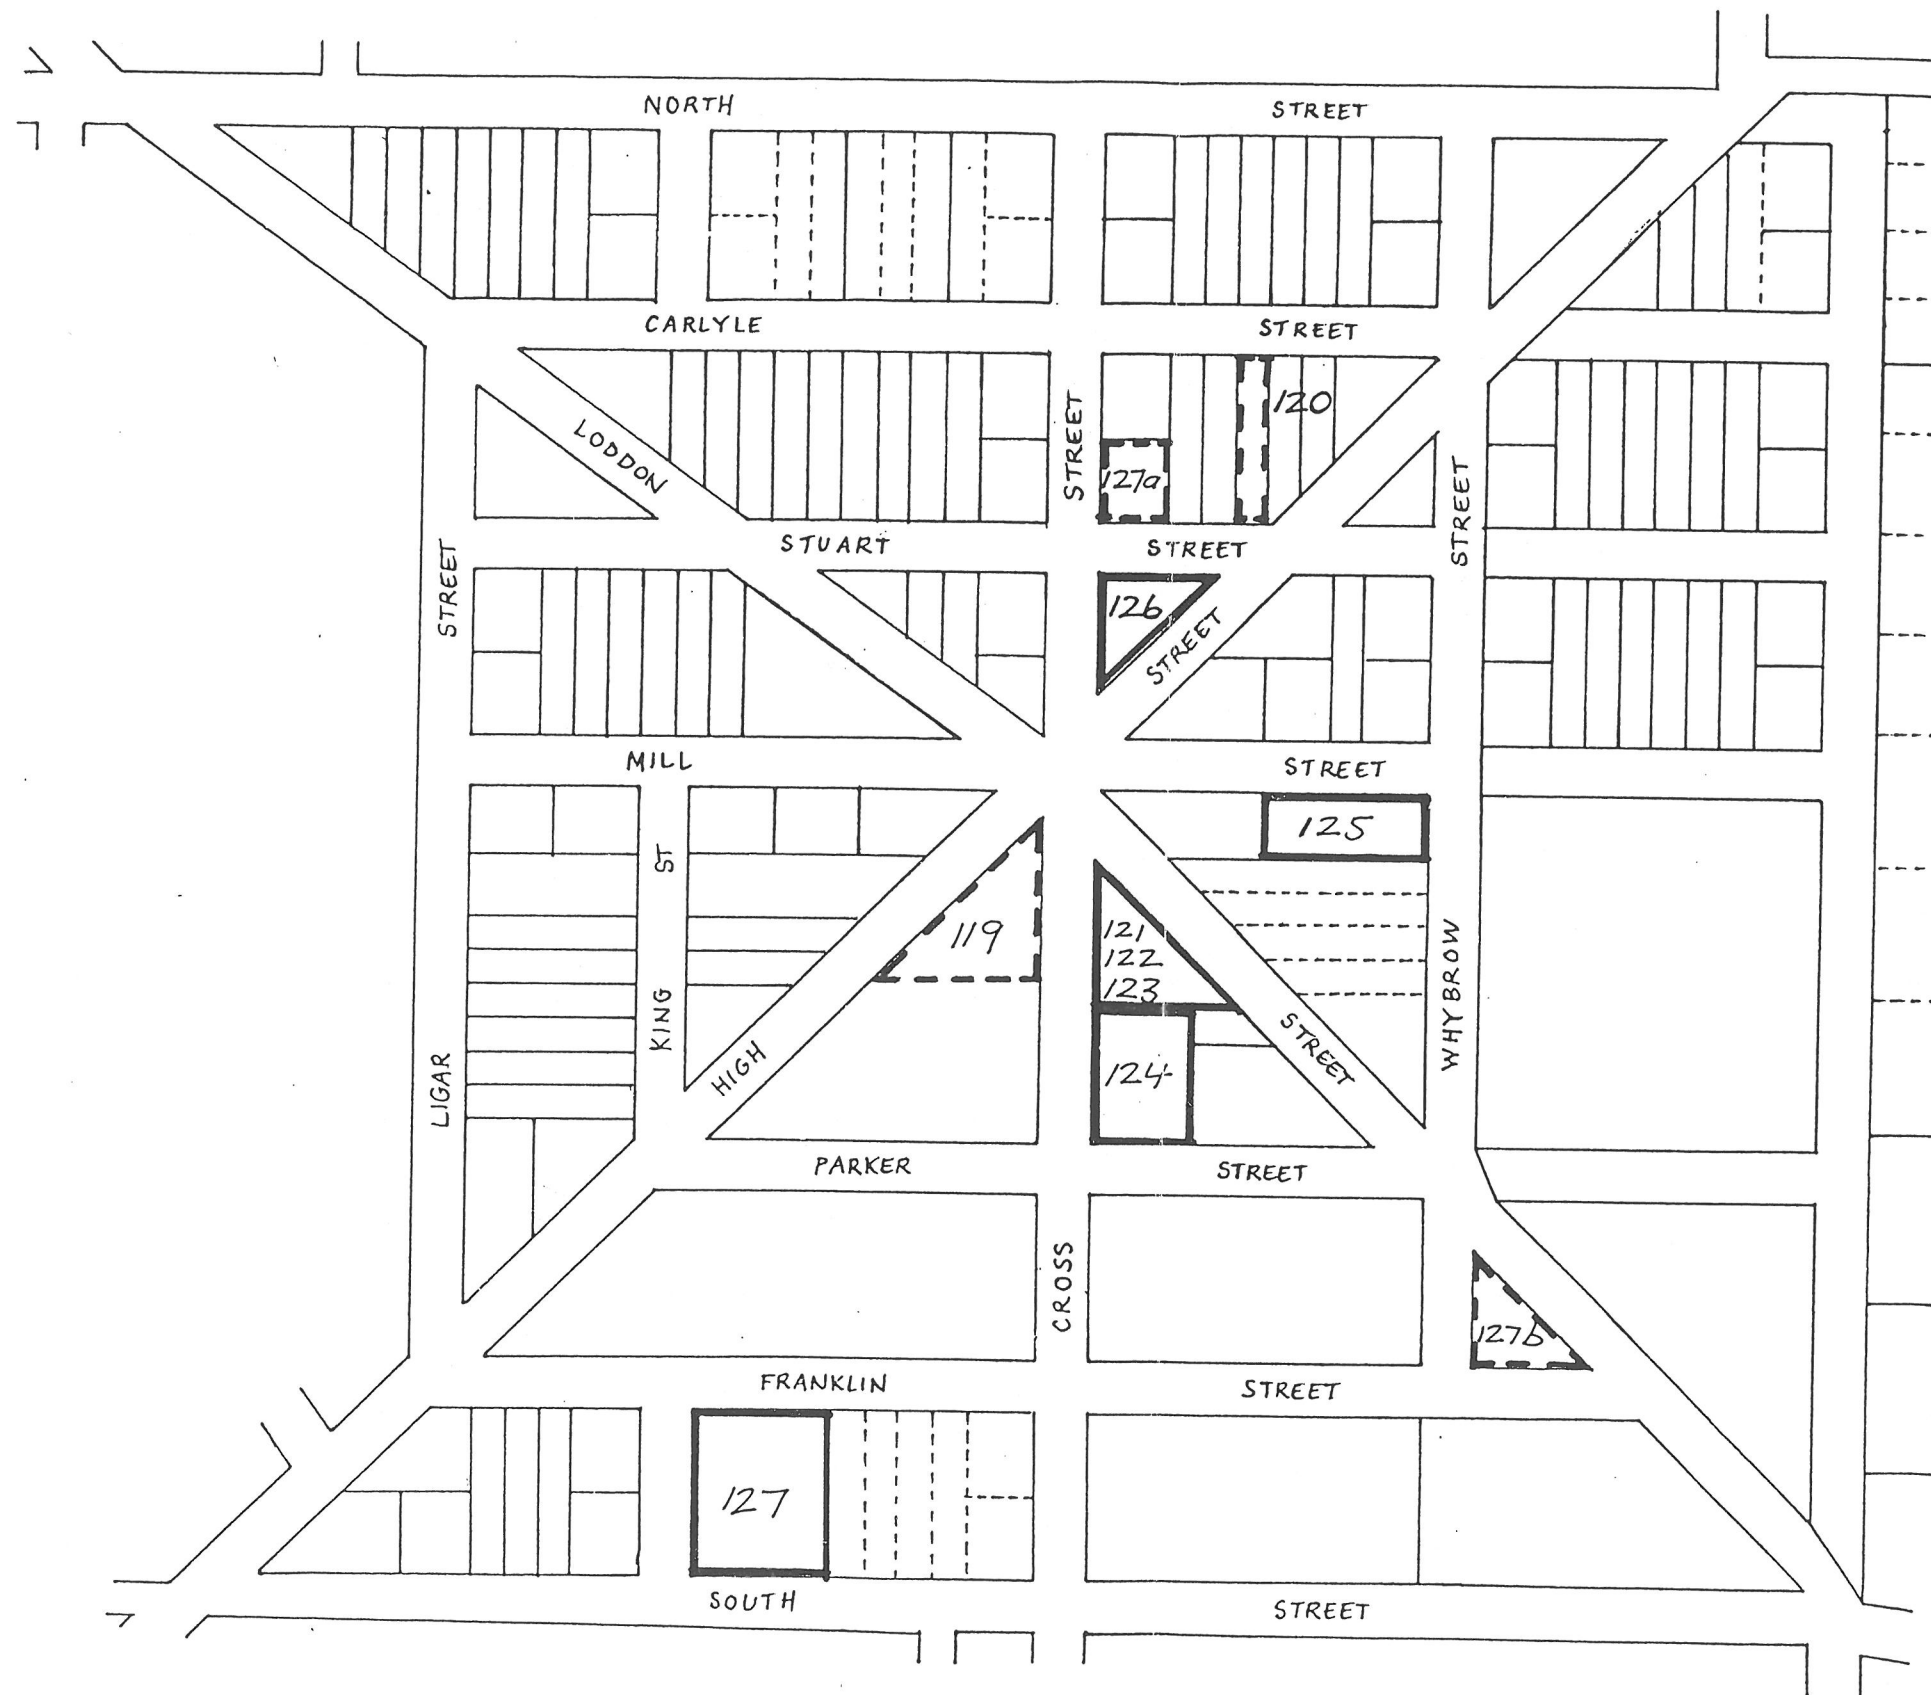 NORTH STREET
CARLYLE STREET
LODDON
STREET
120
127a
STUART STREET
STREET
STREET
126
STREET
MILL STREET
125
ST
KING
119
121
122
123
WHYBROW
STREET
LIGAR
HIGH
124
PARKER STREET
CROSS
127b
FRANKLIN STREET
127
SOUTH STREET